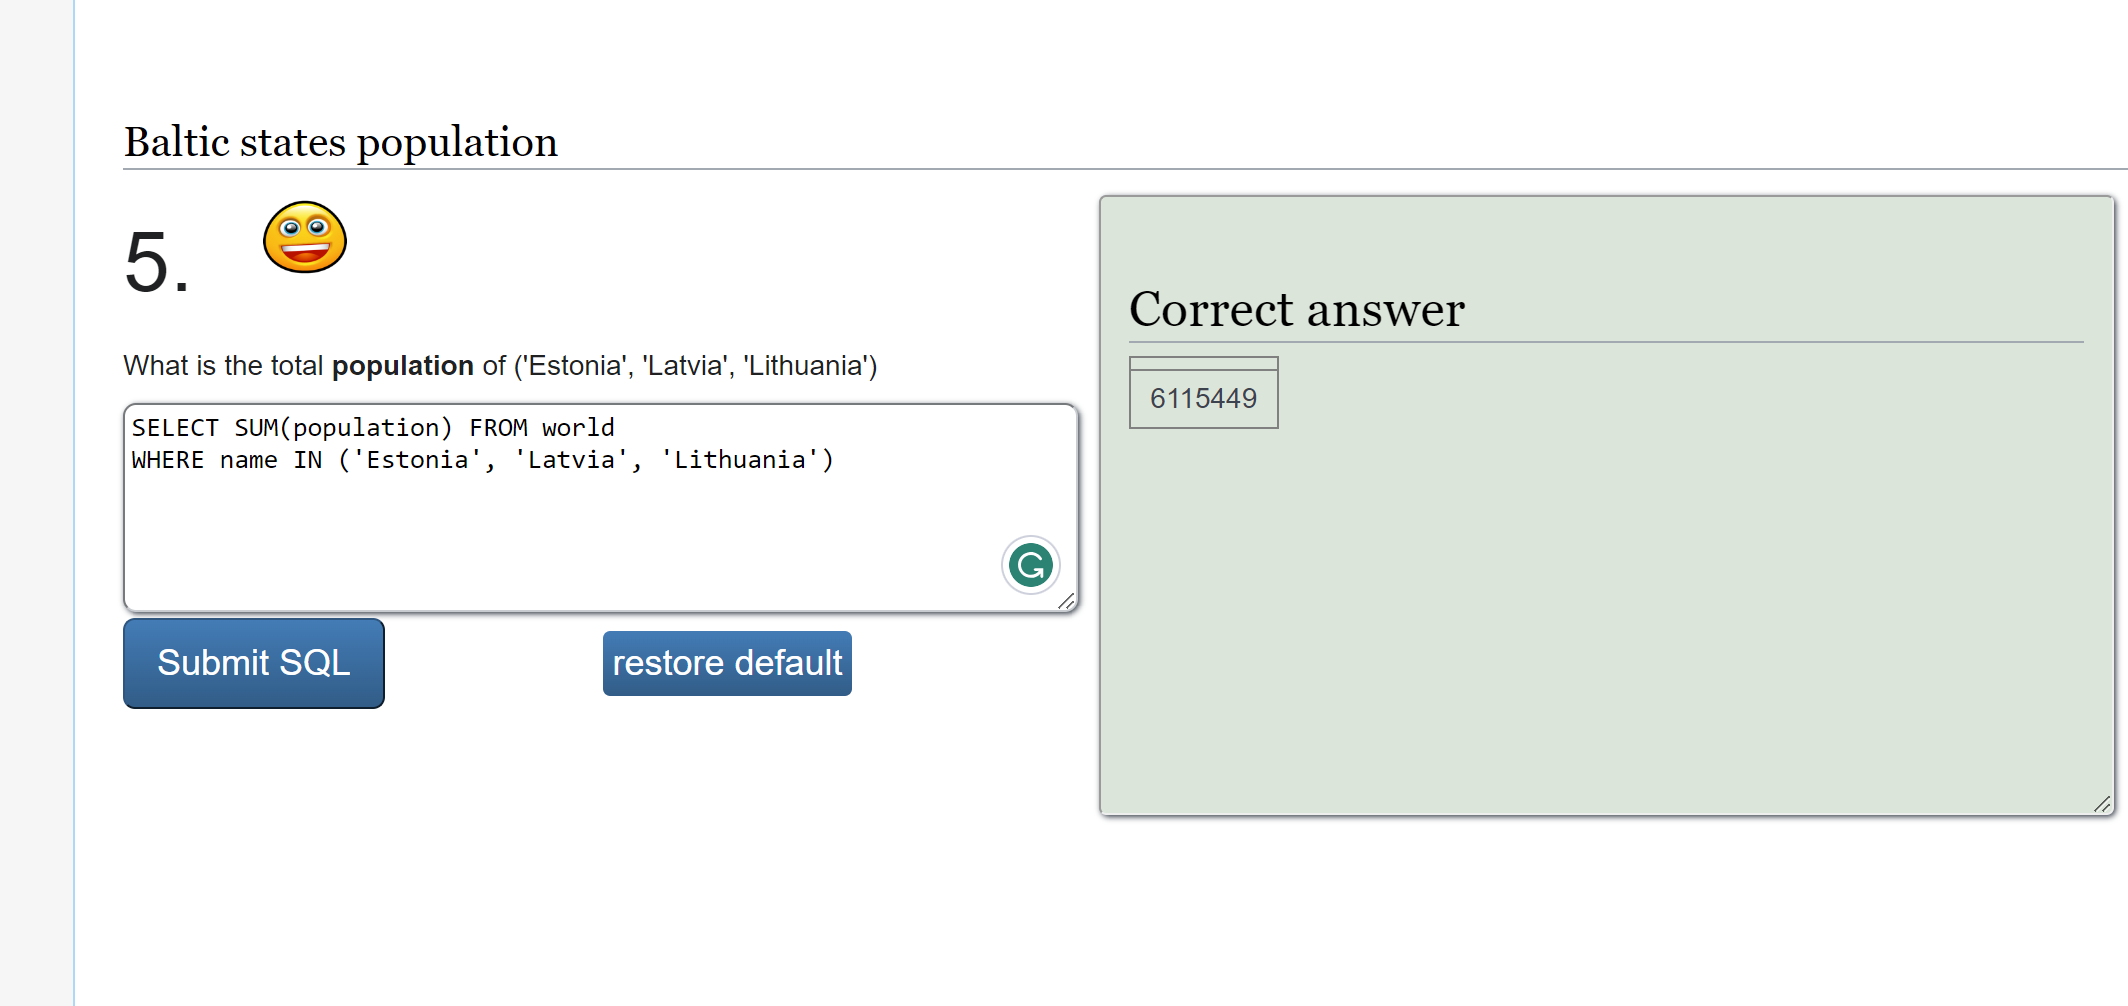 Baltic states population
5.
What is the total population of ('Estonia', 'Latvia', 'Lithuania')
SELECT SUM(population) FROM world
WHERE name IN ('Estonia', 'Latvia', 'Lithuania')
Submit SQL
restore default
Correct answer
6115449